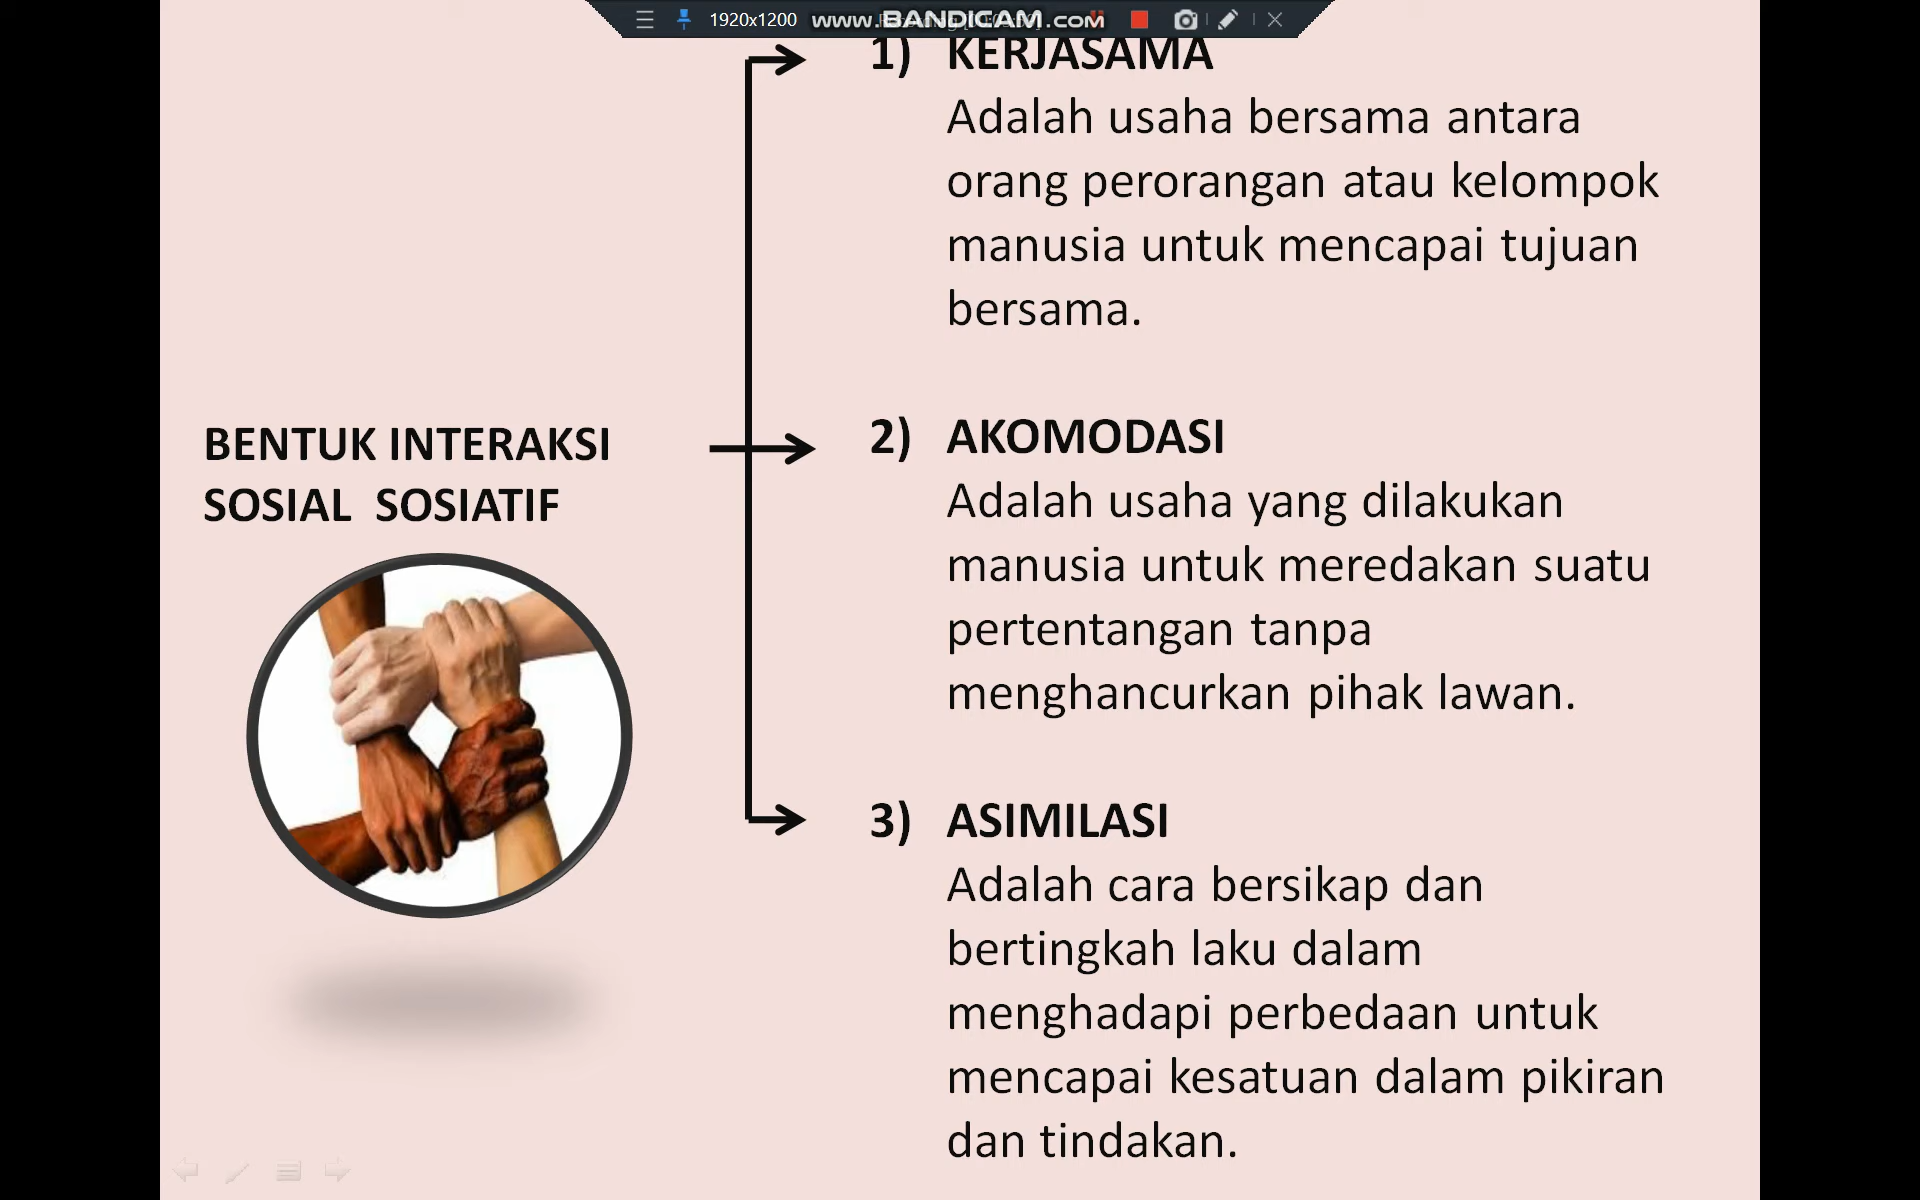 1920x1200
www.BANDICAM.com
BENTUK INTERAKSI
SOSIAL SOSIATIF
1) KERJASAMA
Adalah usaha bersama antara
orang perorangan atau kelompok
manusia untuk mencapai tujuan
bersama.
2) AKOMODASI
Adalah usaha yang dilakukan
manusia untuk meredakan suatu
pertentangan tanpa
menghancurkan pihak lawan.
3) ASIMILASI
Adalah cara bersikap dan
bertingkah laku dalam
menghadapi perbedaan untuk
mencapai kesatuan dalam pikiran
dan tindakan.